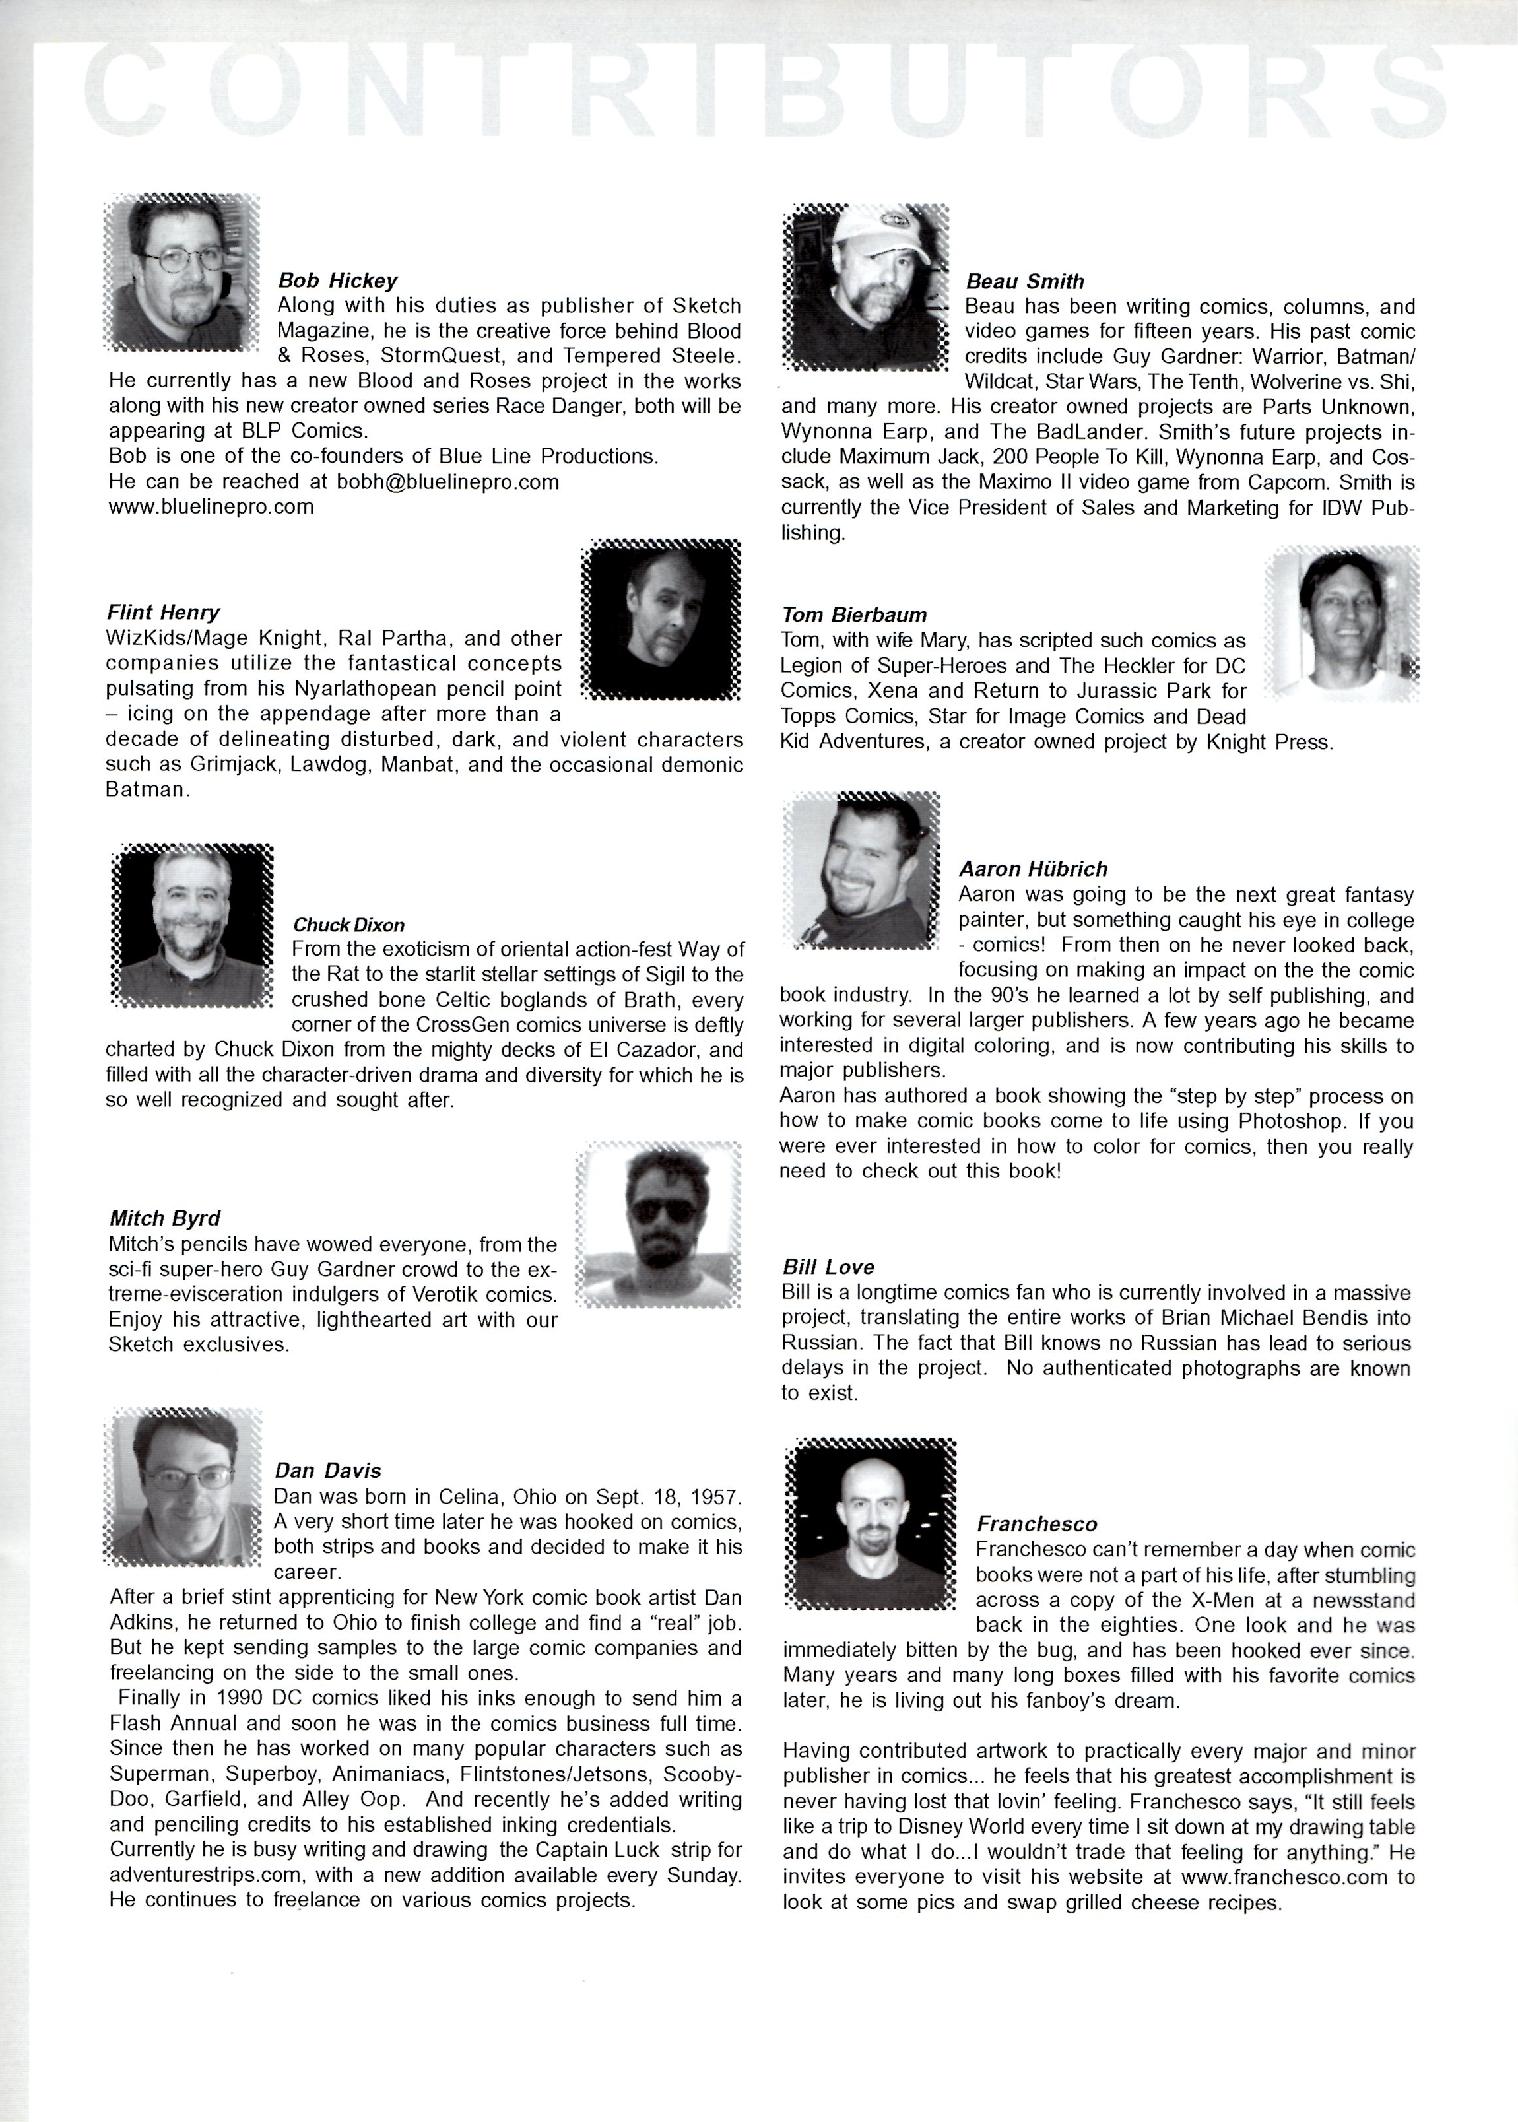 CONTRIBUTORS
Bob Hickey
Along with his duties as publisher of Sketch
Magazine, he is the creative force behind Blood
& Roses, StormQuest, and Tempered Steele.
He currently has a new Blood and Roses project in the works
along with his new creator owned series Race Danger, both will be
appearing at BLP Comics.
Bob is one of the co-founders of Blue Line Productions.
He can be reached at bobh@bluelinepro.com
www.bluelinepro.com
Flint Henry
WizKids/Mage Knight, Ral Partha, and other
companies utilize the fantastical concepts
pulsating from his Nyarlathopean pencil point
– icing on the appendage after more than a
decade of delineating disturbed, dark, and violent characters
such as Grimjack, Lawdog, Manbat, and the occasional demonic
Batman.
Chuck Dixon
From the exoticism of oriental action-fest Way of
the Rat to the starlit stellar settings of Sigil to the
crushed bone Celtic boglands of Brath, every
corner of the CrossGen comics universe is deftly
charted by Chuck Dixon from the mighty decks of El Cazador, and
filled with all the character-driven drama and diversity for which he is
so well recognized and sought after.
Mitch Byrd
Mitch's pencils have wowed everyone, from the
sci-fi super-hero Guy Gardner crowd to the ex-
treme-evisceration indulgers of Verotik comics.
Enjoy his attractive, lighthearted art with our
Sketch exclusives.
Dan Davis
Dan was born in Celina, Ohio on Sept. 18, 1957.
A very short time later he was hooked on comics,
both strips and books and decided to make it his
career.
After a brief stint apprenticing for New York comic book artist Dan
Adkins, he returned to Ohio to finish college and find a “real” job.
But he kept sending samples to the large comic companies and
freelancing on the side to the small ones.
Finally in 1990 DC comics liked his inks enough to send him a
Flash Annual and soon he was in the comics business full time.
Since then he has worked on many popular characters such as
Superman, Superboy, Animaniacs, Flintstones/Jetsons, Scooby-
Doo, Garfield, and Alley Oop. And recently he's added writing
and penciling credits to his established inking credentials.
Currently he is busy writing and drawing the Captain Luck strip for
adventurestrips.com, with a new addition available every Sunday.
He continues to freelance on various comics projects.
Beau Smith
Beau has been writing comics, columns, and
video games for fifteen years. His past comic
credits include Guy Gardner: Warrior, Batman/
Wildcat, Star Wars, The Tenth, Wolverine vs. Shi,
and many more. His creator owned projects are Parts Unknown,
Wynonna Earp, and The BadLander. Smith's future projects in-
clude Maximum Jack, 200 People To Kill, Wynonna Earp, and Cos-
sack, as well as the Maximo II video game from Capcom. Smith is
currently the Vice President of Sales and Marketing for IDW Pub-
lishing.
Tom Bierbaum
Tom, with wife Mary, has scripted such comics as
Legion of Super-Heroes and The Heckler for DC
Comics, Xena and Return to Jurassic Park for
Topps Comics, Star for Image Comics and Dead
Kid Adventures, a creator owned project by Knight Press.
Aaron Hübrich
Aaron was going to be the next great fantasy
painter, but something caught his eye in college
- comics! From then on he never looked back,
focusing on making an impact on the the comic
book industry. In the 90's he learned a lot by self publishing, and
working for several larger publishers. A few years ago he became
interested in digital coloring, and is now contributing his skills to
major publishers.
Aaron has authored a book showing the “step by step” process on
how to make comic books come to life using Photoshop. If you
were ever interested in how to color for comics, then you really
need to check out this book!
Bill Love
Bill is a longtime comics fan who is currently involved in a massive
project, translating the entire works of Brian Michael Bendis into
Russian. The fact that Bill knows no Russian has lead to serious
delays in the project. No authenticated photographs are known
to exist.
Franchesco
Franchesco can't remember a day when comic
books were not a part of his life, after stumbling
across a copy of the X-Men at a newsstand
back in the eighties. One look and he was
immediately bitten by the bug, and has been hooked ever since.
Many years and many long boxes filled with his favorite comics
later, he is living out his fanboy's dream.
Having contributed artwork to practically every major and minor
publisher in comics... he feels that his greatest accomplishment is
never having lost that lovin' feeling. Franchesco says, “It still feels
like a trip to Disney World every time I sit down at my drawing table
and do what I do...I wouldn't trade that feeling for anything.” He
invites everyone to visit his website at www.franchesco.com to
look at some pics and swap grilled cheese recipes.